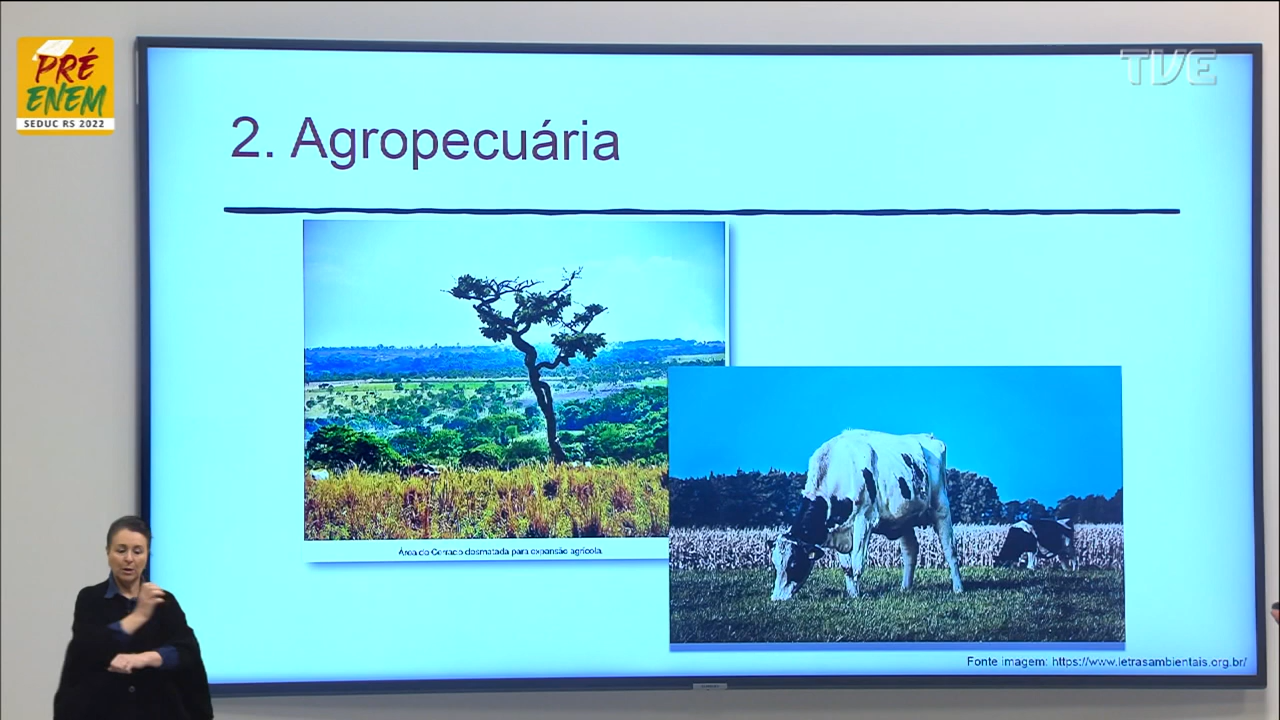 PRÉ
ENEM
SEDUC RS 2022
TVE
2. Agropecuária
Área do Cerrado desmatada para expansão agrícola.
Fonte imagem: https://www.letrasambientais.org.br/